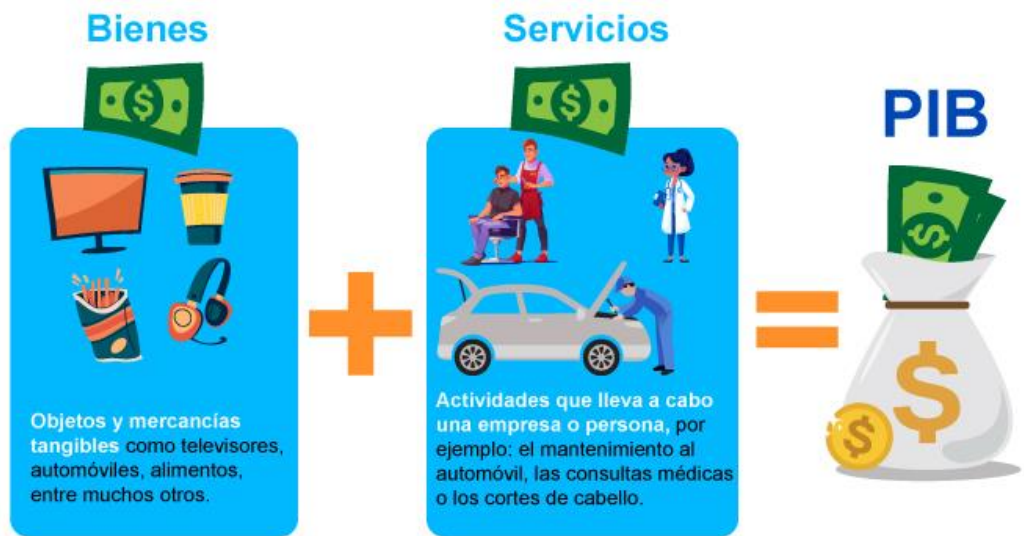 Bienes
Objetos y mercancías
tangibles como televisores,
automóviles, alimentos,
entre muchos otros.
+
Servicios
Actividades que lleva a cabo
una empresa o persona, por
ejemplo: el mantenimiento al
automóvil, las consultas médicas
o los cortes de cabello.
=
PIB
$
$
$
$
$